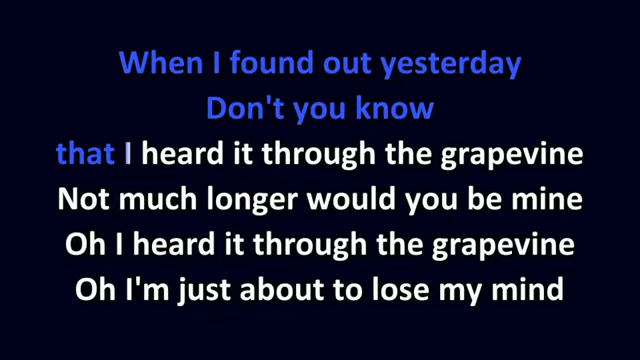 When I found out yesterday
Don't you know
that I heard it through the grapevine
Not much longer would you be mine
Oh I heard it through the grapevine
Oh I'm just about to lose my mind